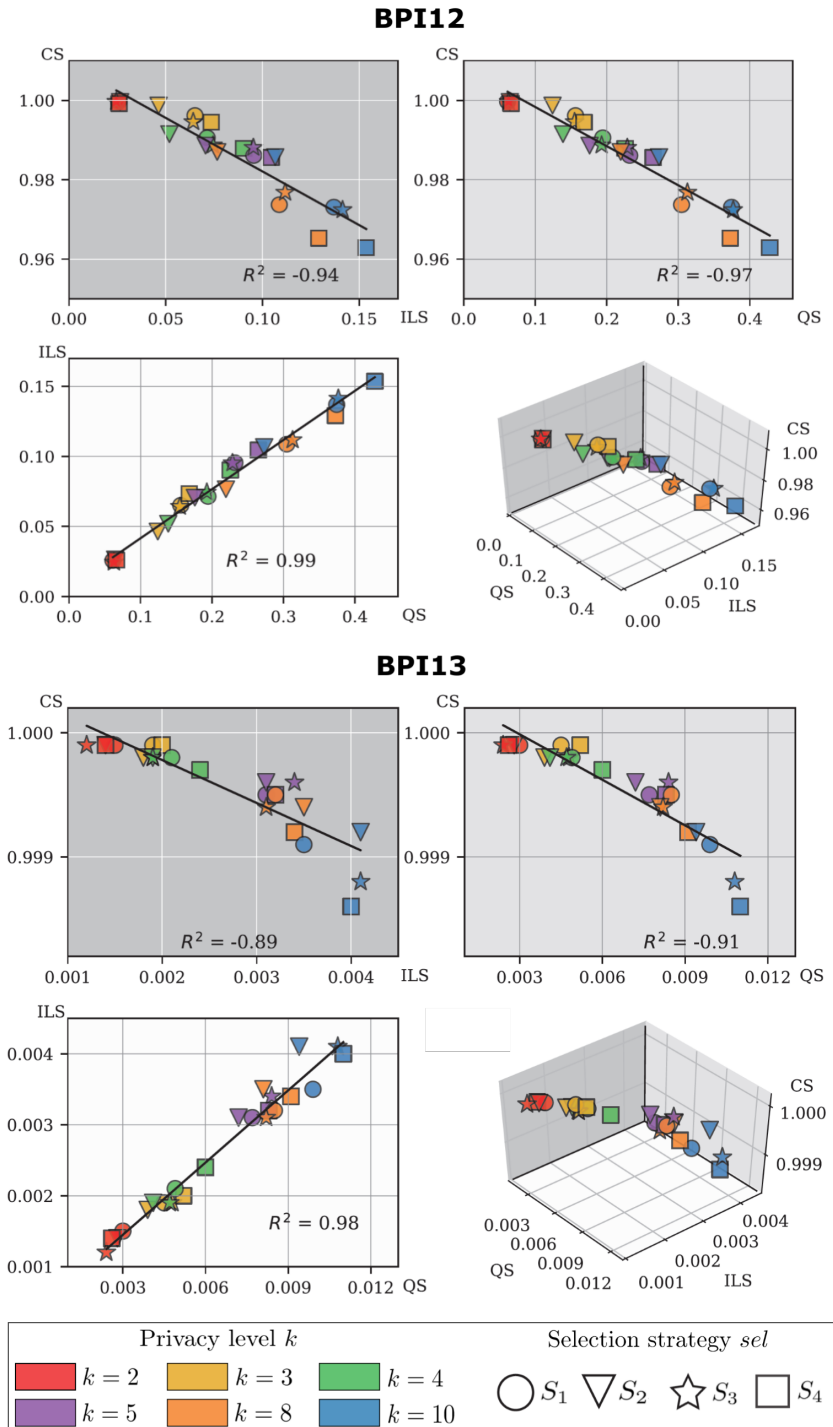 BPI12
CS CS
1.00 1.00
0.98 0.98
0.96 0.96
R² = -0.94 R² = -0.97
0.00 0.05 0.10 0.15 ILS 0.0 0.1 0.2 0.3 0.4 QS
ILS
0.15
0.10
0.05
0.00
R² = 0.99
0.0 0.1 0.2 0.3 0.4 QS
CS
1.00
0.98
0.96
0.0
0.1
0.2
0.3
0.4
QS
0.00
0.05
0.10
0.15
ILS
BPI13
CS CS
1.000 1.000
0.999 0.999
R² = -0.89 R² = -0.91
0.001 0.002 0.003 0.004 ILS 0.003 0.006 0.009 0.012 QS
ILS
0.004
0.003
0.002
0.001
R² = 0.98
0.003 0.006 0.009 0.012 QS
CS
1.000
0.999
0.003
0.006
0.009
0.012
QS
0.001
0.002
0.003
0.004
ILS
Privacy level k Selection strategy sel
k = 2 k = 3 k = 4
S₁ S₂ S₃ S₄
k = 5 k = 8 k = 10